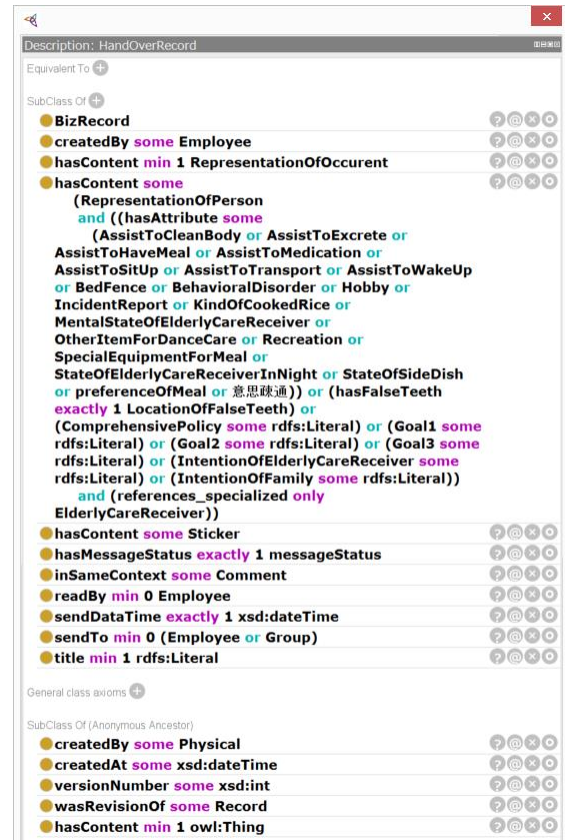 Description: HandOverRecord
Equivalent To
SubClass Of
BizRecord
createdBy some Employee
hasContent min 1 RepresentationOfOccurent
hasContent some
(RepresentationOfPerson
and ((hasAttribute some
(AssistToCleanBody or AssistToExcrete or
AssistToHaveMeal or AssistToMedication or
AssistToSitUp or AssistToTransport or AssistToWakeUp
or BedFence or BehavioralDisorder or Hobby or
IncidentReport or KindOfCookedRice or
MentalStateOfElderlyCareReceiver or
OtherItemForDanceCare or Recreation or
SpecialEquipmentForMeal or
StateOfElderlyCareReceiverInNight or StateOfSideDish
or preferenceOfMeal or 意思疎通)) or (hasFalseTeeth
exactly 1 LocationOfFalseTeeth) or
(ComprehensivePolicy some rdfs:Literal) or (Goal1 some
rdfs:Literal) or (Goal2 some rdfs:Literal) or (Goal3 some
rdfs:Literal) or (IntentionOfElderlyCareReceiver some
rdfs:Literal) or (IntentionOfFamily some rdfs:Literal))
and (references_specialized only
ElderlyCareReceiver))
hasContent some Sticker
hasMessageStatus exactly 1 messageStatus
inSameContext some Comment
readBy min 0 Employee
sendDataTime exactly 1 xsd:dateTime
sendTo min 0 (Employee or Group)
title min 1 rdfs:Literal
General class axioms
SubClass Of (Anonymous Ancestor)
createdBy some Physical
createdAt some xsd:dateTime
versionNumber some xsd:int
wasRevisionOf some Record
hasContent min 1 owl:Thing